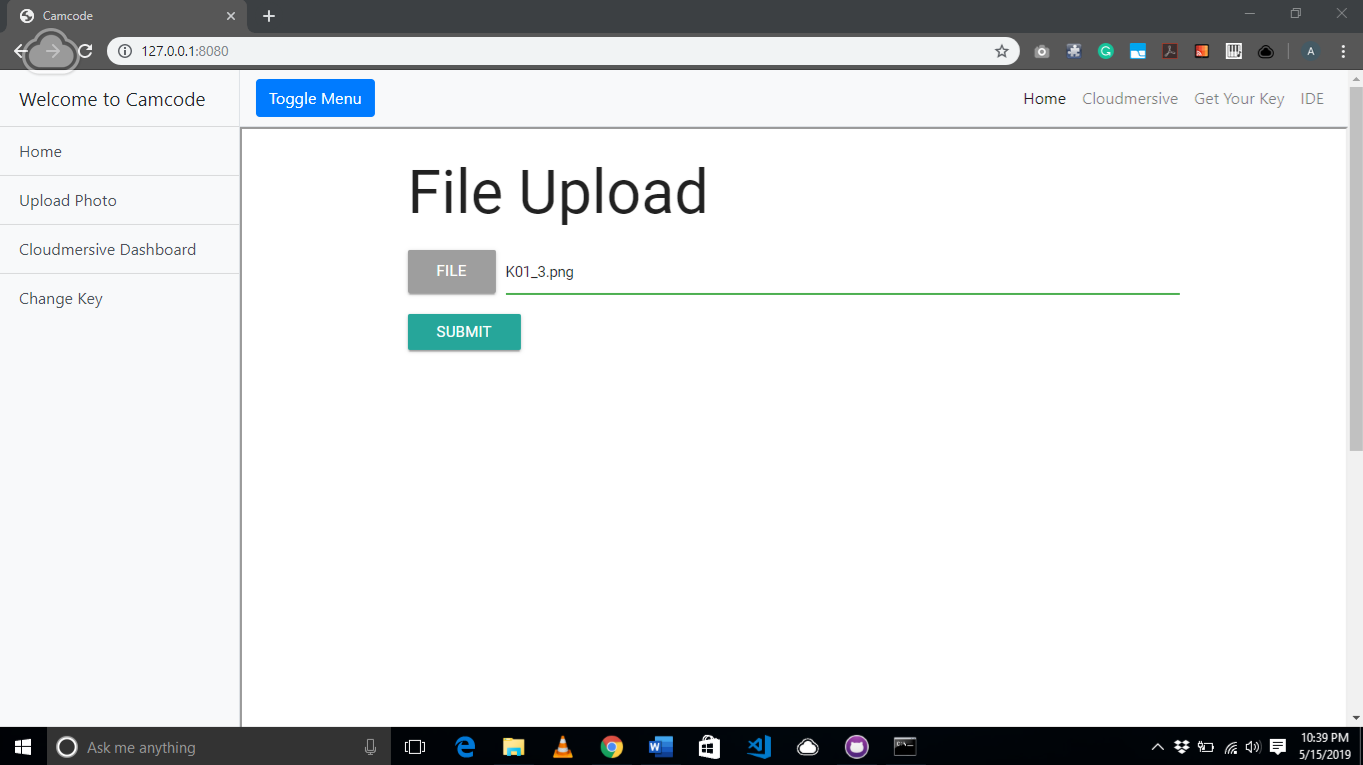 Camcode
127.0.0.1:8080
A
Welcome to Camcode
Toggle Menu
Home Cloudmersive Get Your Key IDE
Home
Upload Photo
Cloudmersive Dashboard
Change Key
File Upload
FILE K01_3.png
SUBMIT
Ask me anything
10:39 PM
5/15/2019